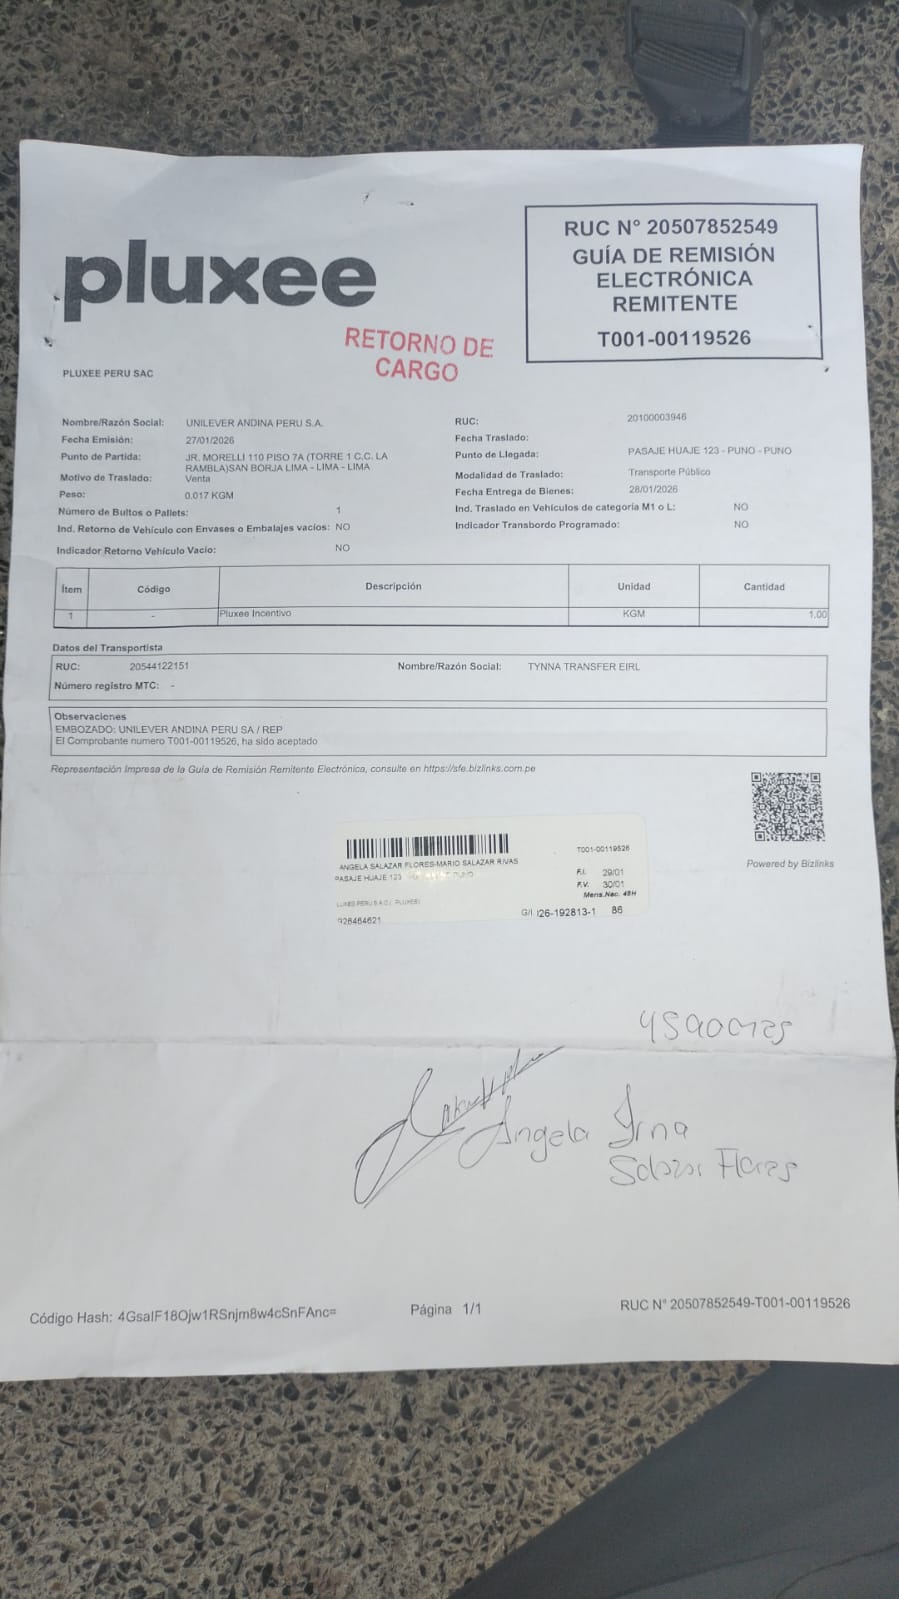 pluxee
RUC N° 20507852549
GUÍA DE REMISIÓN
ELECTRÓNICA
REMITENTE
T001-00119526
RETORNO DE
CARGO
PLUXEE PERU SAC
Nombre/Razón Social: UNILEVER ANDINA PERU S.A.
RUC: 20100003946
Fecha Emisión: 27/01/2026
Fecha Traslado:
Punto de Partida: JR. MORELLI 110 PISO 7A (TORRE 1 C.C. LA
RAMBLA)SAN BORJA LIMA - LIMA - LIMA
Punto de Llegada: PASAJE HUAJE 123 - PUNO - PUNO
Motivo de Traslado: Venta
Modalidad de Traslado: Transporte Público
Peso: 0.017 KGM
Fecha Entrega de Bienes: 28/01/2026
Número de Bultos o Pallets: 1
Ind. Traslado en Vehículos de categoría M1 o L: NO
Ind. Retorno de Vehículo con Envases o Embalajes vacíos: NO
Indicador Transbordo Programado: NO
Indicador Retorno Vehículo Vacío: NO
Ítem Código Descripción Unidad Cantidad
1 - Pluxee Incentivo KGM 1.00
Datos del Transportista
RUC: 20544122151 Nombre/Razón Social: TYNNA TRANSFER EIRL
Número registro MTC: -
Observaciones
EMBOZADO: UNILEVER ANDINA PERU SA / REP
El Comprobante numero T001-00119526, ha sido aceptado
Representación Impresa de la Guía de Remisión Remitente Electrónica, consulte en https://sfe.bizlinks.com.pe
Powered by Bizlinks
T001-00119526
ANGELA SALAZAR FLORES-MARIO SALAZAR RIVAS
PASAJE HUAJE 123 PUNO
F.I. 29/01
F.V. 30/01
Mens.Nac. 48H
G/I I26-192813-1 86
926464621
Angela Irna
Salazar Flores
Código Hash: 4GsaIF18Ojw1RSnjm8w4cSnFAnc=
Página 1/1
RUC N° 20507852549-T001-00119526